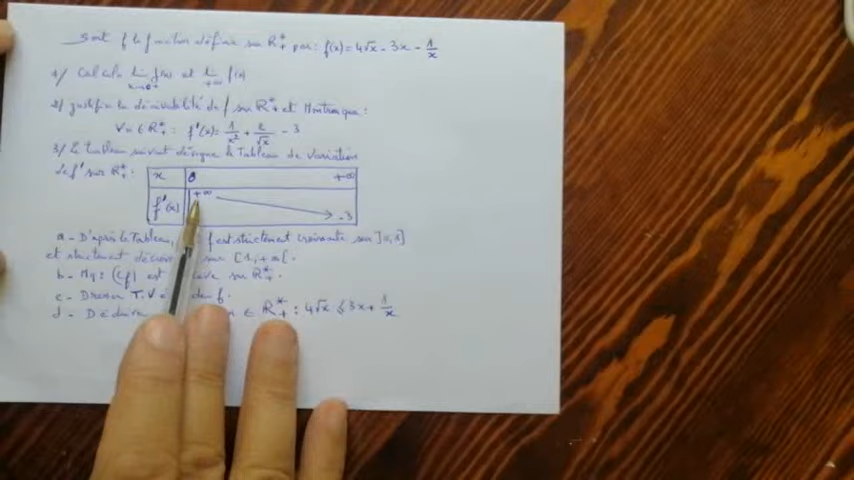 Soit f la fonction définie sur R*+ par : f(x) = 4√x - 3x - 1/x
1/ Calculer lim x→0+ f(x) et lim +∞ f(x)
2/ justifier la dérivabilité de f sur R*+ et Montrer que :
∀x ∈ R*+ : f'(x) = 1/x² + 2/√x - 3
3/ Le tableau suivant désigne le Tableau de Variation
de f' sur R*+ :
x 0 +∞
f'(x) +∞ -3
a - D'après le Tableau, f est strictement croissante sur ]0,1]
et strictement sur [1,+∞[.
b - Mq : (Cf) est sur R*+.
c - Dresser T.V de f.
d - ∈ R*+ : 4√x ≤ 3x + 1/x